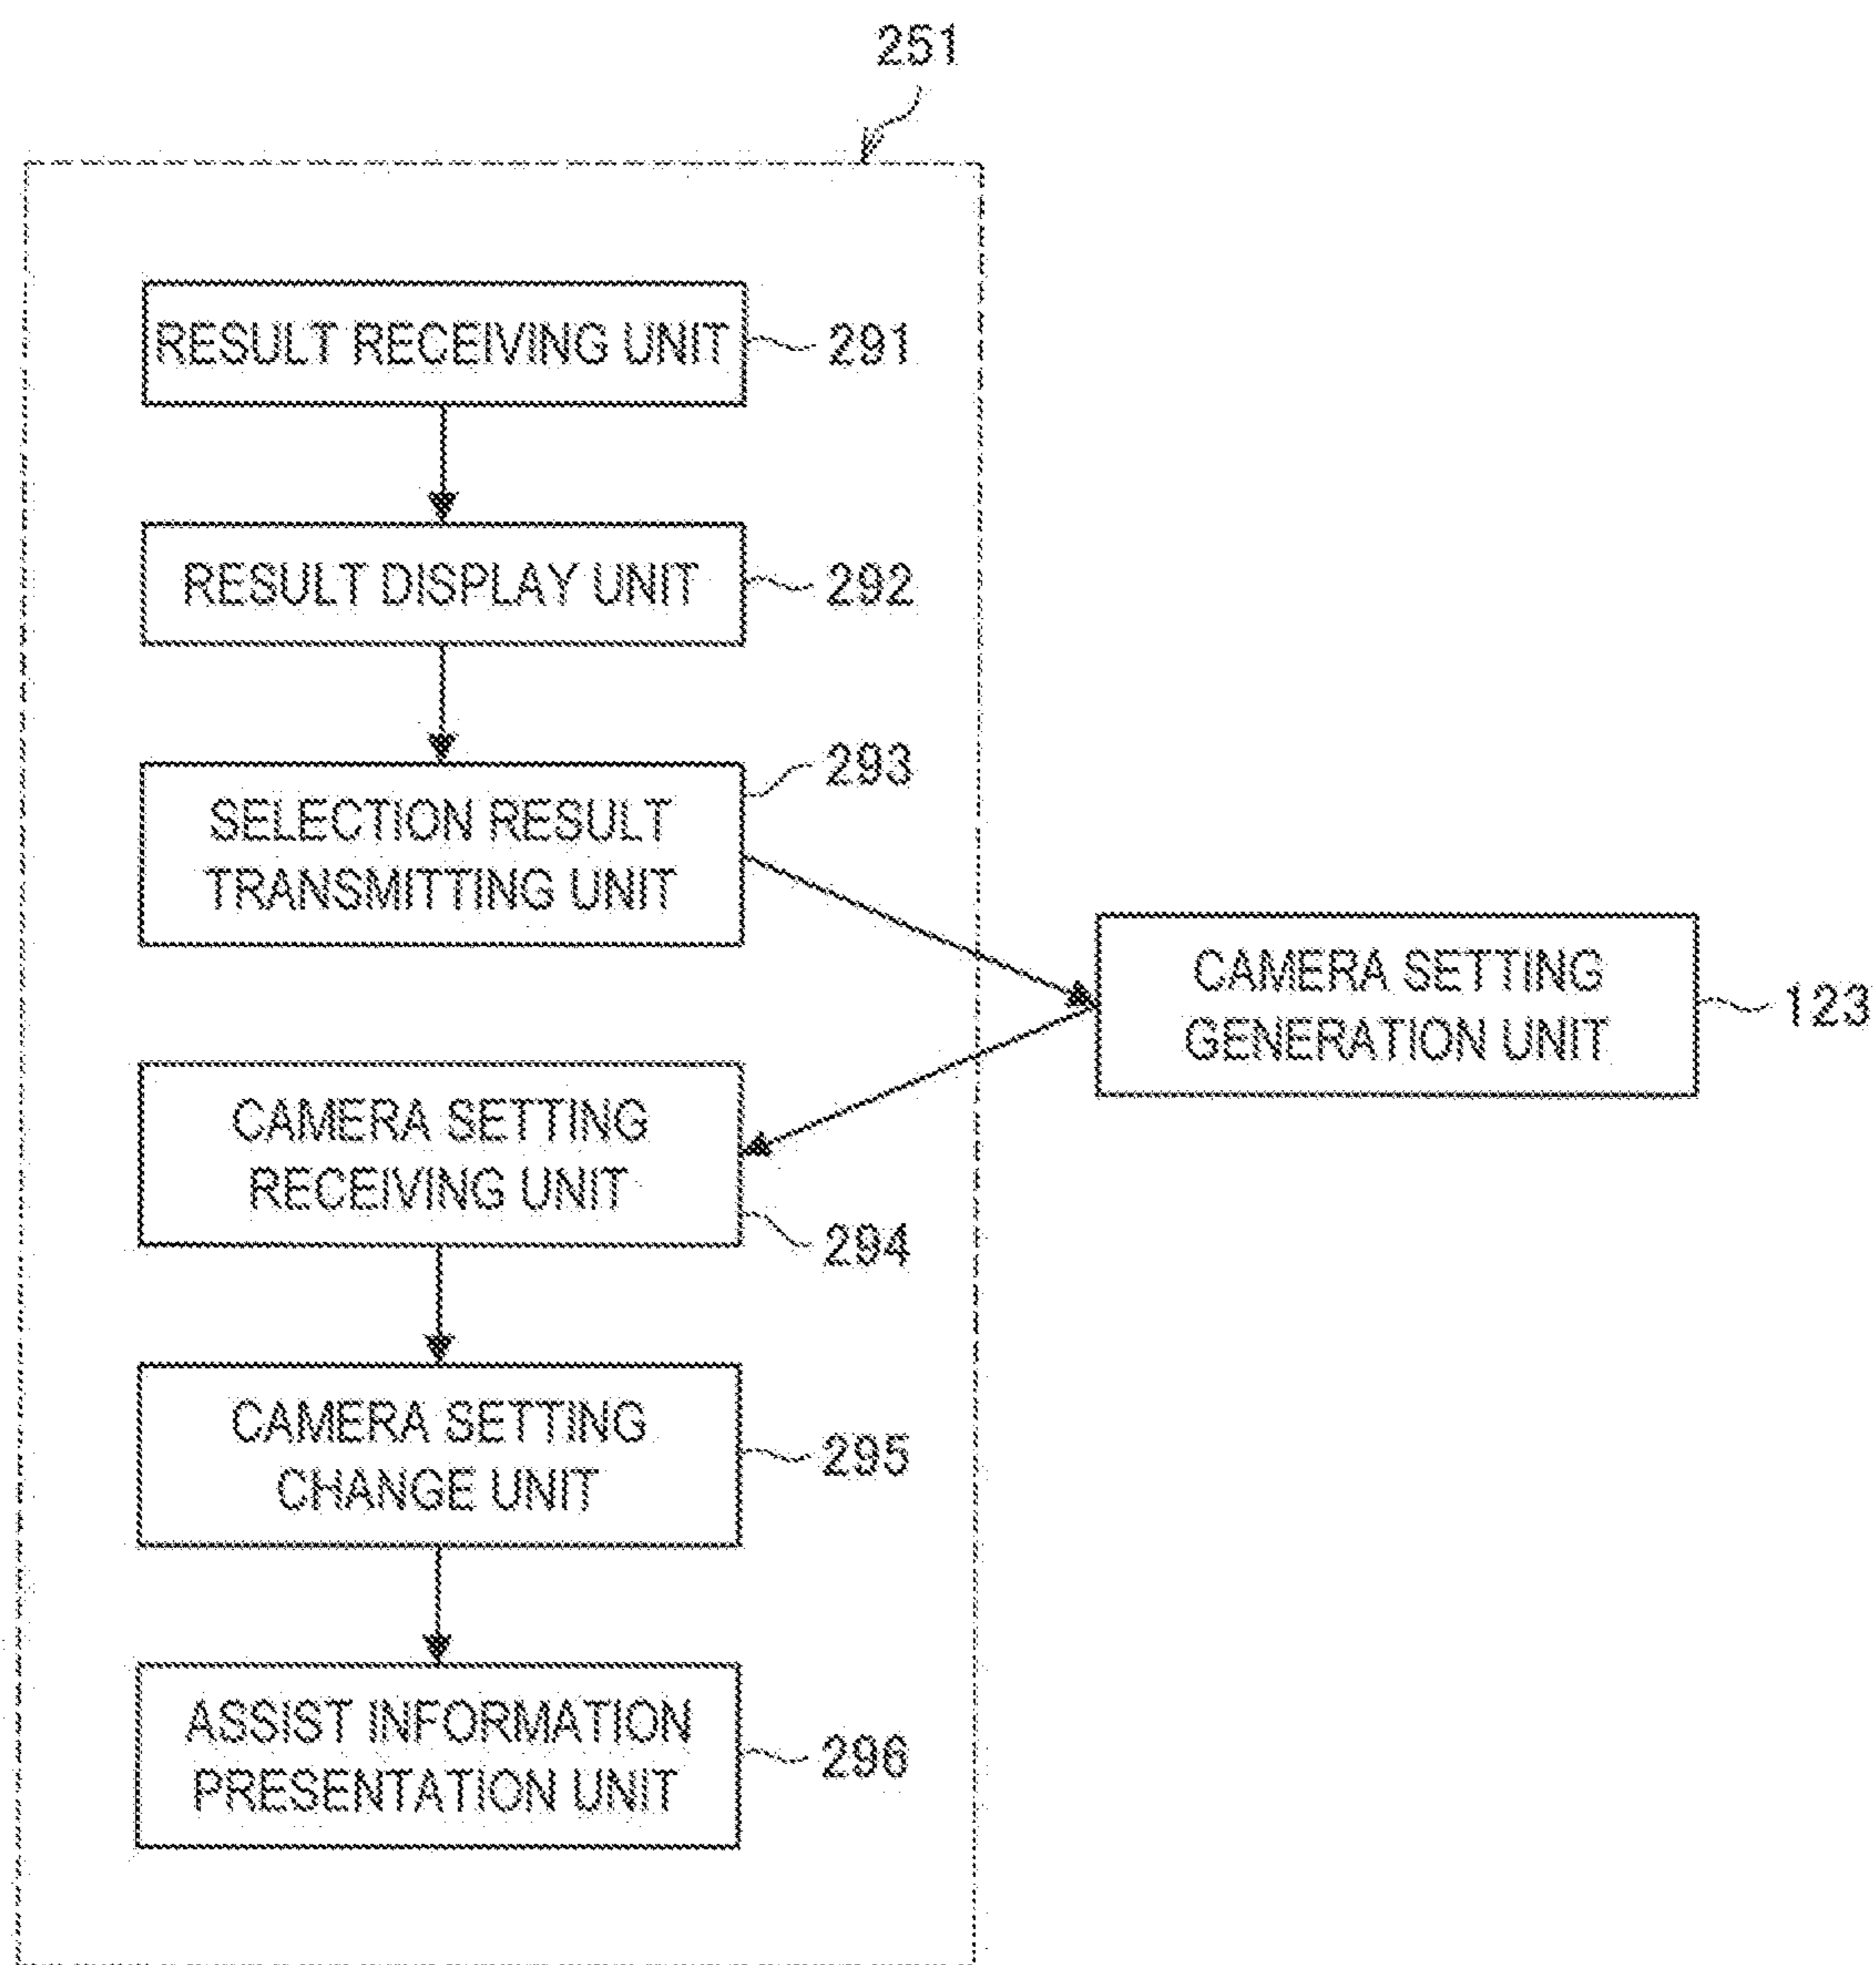 251
RESULT RECEIVING UNIT
291
RESULT DISPLAY UNIT
292
293
SELECTION RESULT
TRANSMITTING UNIT
CAMERA SETTING
GENERATION UNIT
123
CAMERA SETTING
RECEIVING UNIT
294
CAMERA SETTING
CHANGE UNIT
295
ASSIST INFORMATION
PRESENTATION UNIT
296